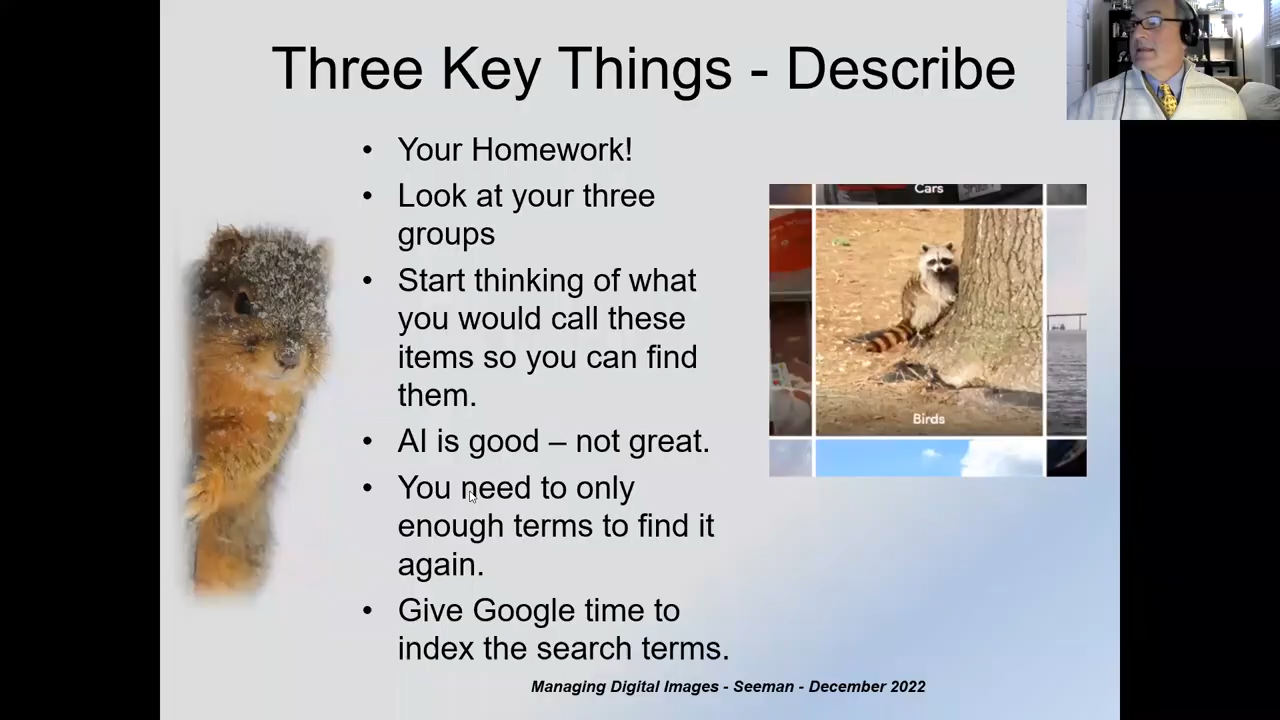 Three Key Things - Describe
• Your Homework!
• Look at your three
groups
• Start thinking of what
you would call these
items so you can find
them.
• AI is good – not great.
• You need to only
enough terms to find it
again.
• Give Google time to
index the search terms.
Cars
Birds
Managing Digital Images - Seeman - December 2022